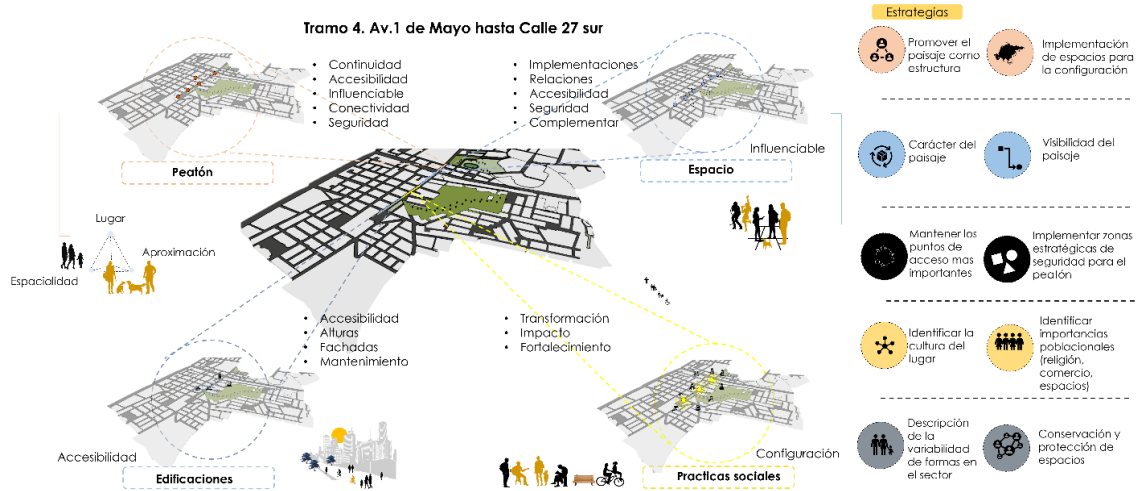 Tramo 4. Av.1 de Mayo hasta Calle 27 sur
• Continuidad
• Accesibilidad
• Influenciable
• Conectividad
• Seguridad
• Implementaciones
• Relaciones
• Accesibilidad
• Seguridad
• Complementar
Peatón
Influenciable
Espacio
Lugar
Aproximación
Espacialidad
• Accesibilidad
• Alturas
• Fachadas
• Mantenimiento
• Transformación
• Impacto
• Fortalecimiento
Accesibilidad
Edificaciones
Configuración
Practicas sociales
Estrategias
Promover el
paisaje como
estructura
Implementación
de espacios para
la configuración
Carácter del
paisaje
Visibilidad del
paisaje
Mantener los
puntos de
acceso mas
importantes
Implementar zonas
estratégicas de
seguridad para el
peatón
Identificar la
cultura del
lugar
Identificar
importancias
poblacionales
(religión,
comercio,
espacios)
Descripción
de la
variabilidad
de formas en
el sector
Conservación y
protección de
espacios